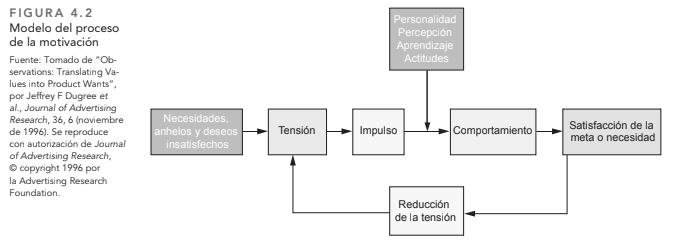 FIGURA 4.2
Modelo del proceso
de la motivación
Fuente: Tomado de “Ob-
servations: Translating Va-
lues into Product Wants”,
por Jeffrey F Dugree et
al., Journal of Advertising
Research, 36, 6 (noviembre
de 1996). Se reproduce
con autorización de Journal
of Advertising Research,
© copyright 1996 por
la Advertising Research
Foundation.
Personalidad
Percepción
Aprendizaje
Actitudes
Necesidades,
anhelos y deseos
insatisfechos
Tensión
Impulso
Comportamiento
Satisfacción de la
meta o necesidad
Reducción
de la tensión